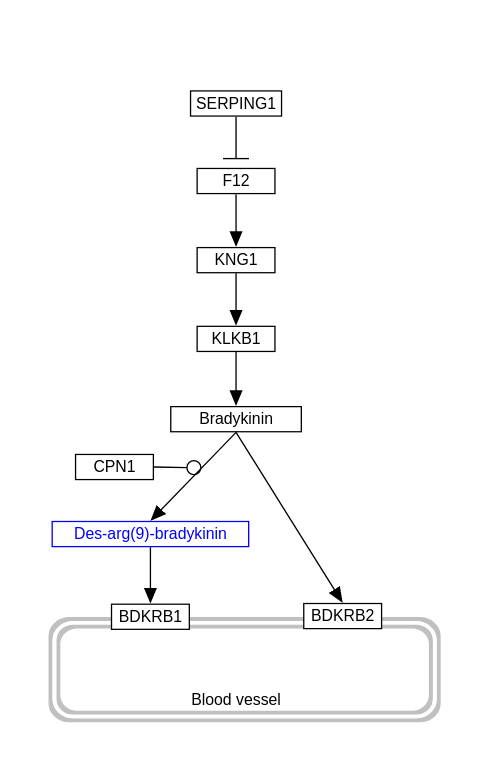 SERPING1
F12
KNG1
KLKB1
Bradykinin
CPN1
Des-arg(9)-bradykinin
BDKRB1
BDKRB2
Blood vessel